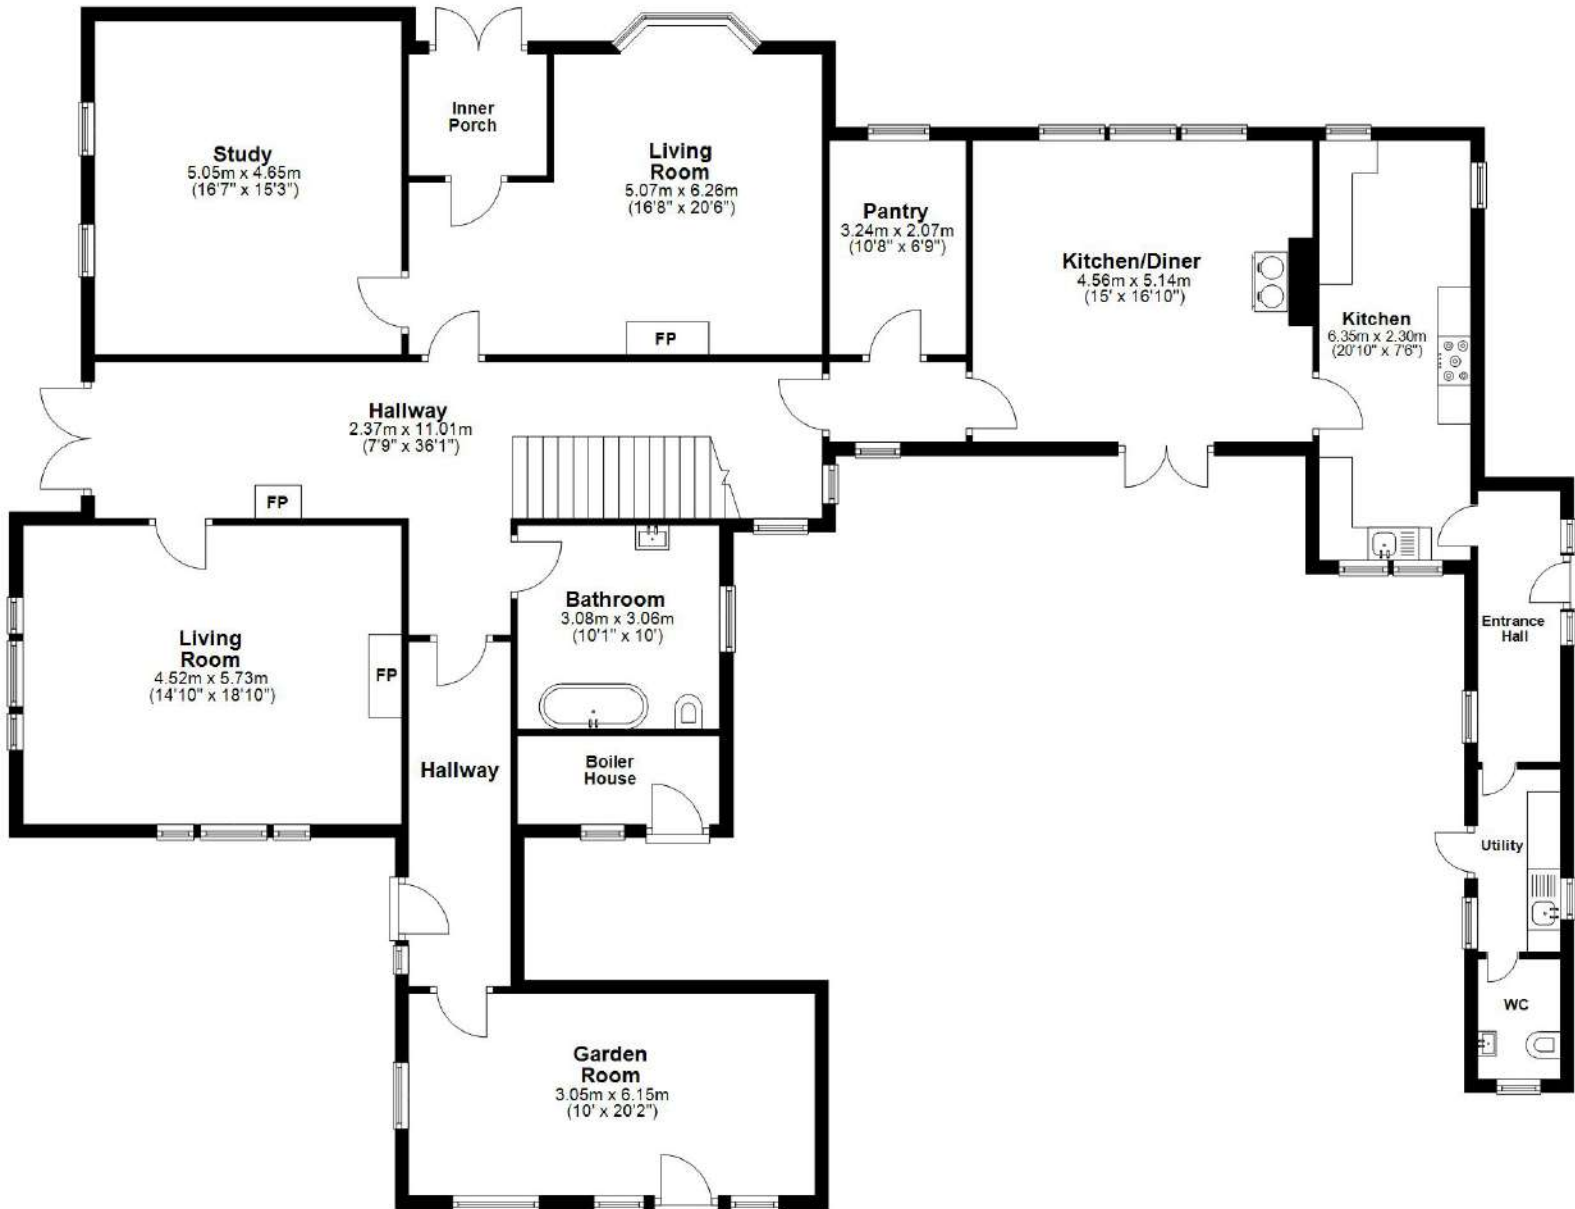 Study
5.05m x 4.65m
(16'7" x 15'3")
Inner
Porch
Living
Room
5.07m x 6.26m
(16'8" x 20'6")
Pantry
3.24m x 2.07m
(10'8" x 6'9")
Kitchen/Diner
4.56m x 5.14m
(15' x 16'10")
Kitchen
6.35m x 2.30m
(20'10" x 7'6")
FP
Hallway
2.37m x 11.01m
(7'9" x 36'1")
FP
Living
Room
4.52m x 5.73m
(14'10" x 18'10")
FP
Bathroom
3.08m x 3.06m
(10'1" x 10')
Entrance
Hall
Hallway
Boiler
House
Utility
WC
Garden
Room
3.05m x 6.15m
(10' x 20'2")